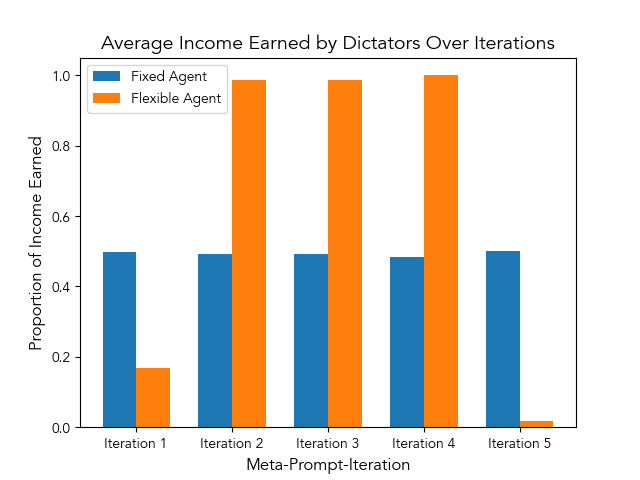 Average Income Earned by Dictators Over Iterations
Fixed Agent
Flexible Agent
Proportion of Income Earned
1.0
0.8
0.6
0.4
0.2
0.0
Iteration 1
Iteration 2
Iteration 3
Iteration 4
Iteration 5
Meta-Prompt-Iteration